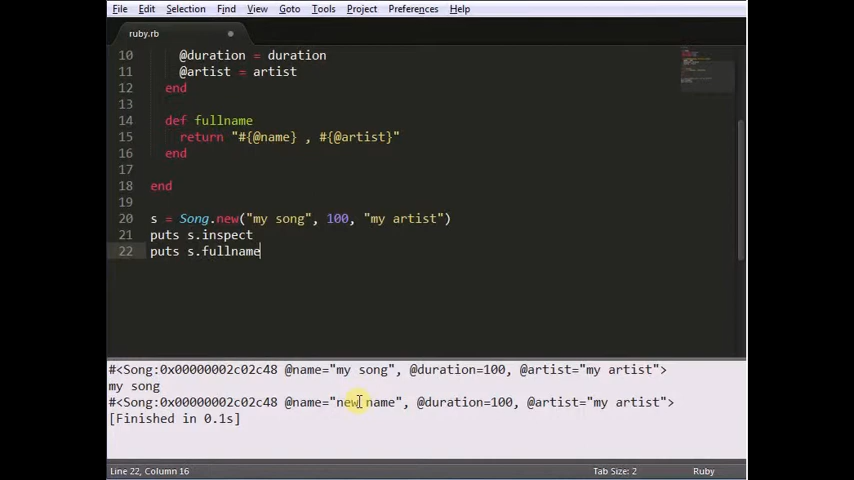 File Edit Selection Find View Goto Tools Project Preferences Help
ruby.rb
10 @duration = duration
11 @artist = artist
12 end
13
14 def fullname
15 return "#{@name} , #{@artist}"
16 end
17
18 end
19
20 s = Song.new("my song", 100, "my artist")
21 puts s.inspect
22 puts s.fullname
#<Song:0x00000002c02c48 @name="my song", @duration=100, @artist="my artist">
my song
#<Song:0x00000002c02c48 @name="new name", @duration=100, @artist="my artist">
[Finished in 0.1s]
Line 22, Column 16 Tab Size: 2 Ruby